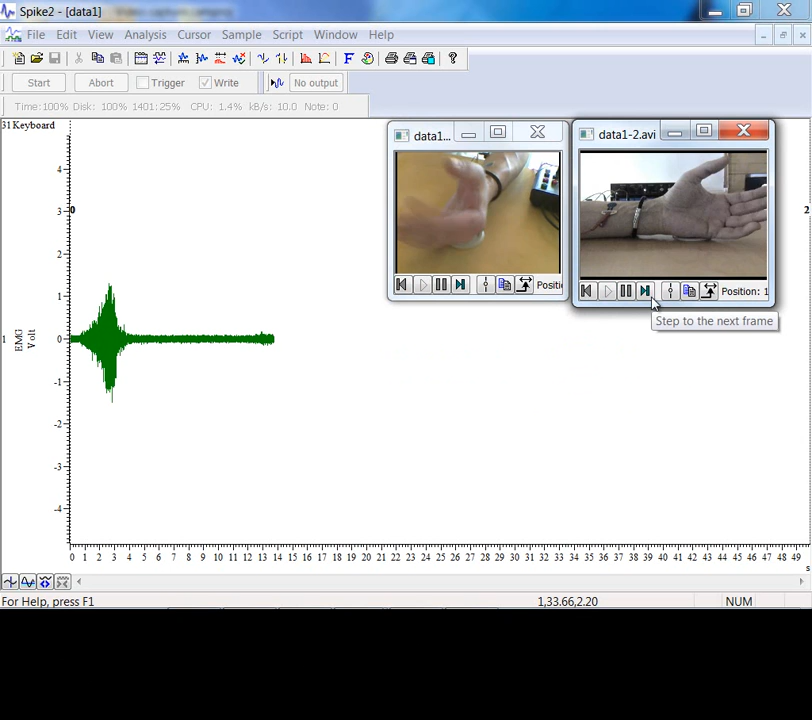 Spike2 - [data1]
File Edit View Analysis Cursor Sample Script Window Help
Start Abort Trigger Write No output
Time:100% Disk: 100% 1401:25% CPU: 1.4% kB/s: 10.0 Note: 0
31 Keyboard
data1... data1-2.avi
4
3
2
1
0
-1
-2
-3
-4
0 2
1 EMG Volt
Positi
Position: 1
Step to the next frame
0 1 2 3 4 5 6 7 8 9 10 11 12 13 14 15 16 17 18 19 20 21 22 23 24 25 26 27 28 29 30 31 32 33 34 35 36 37 38 39 40 41 42 43 44 45 46 47 48 49
s
For Help, press F1 1,33.66,2.20 NUM